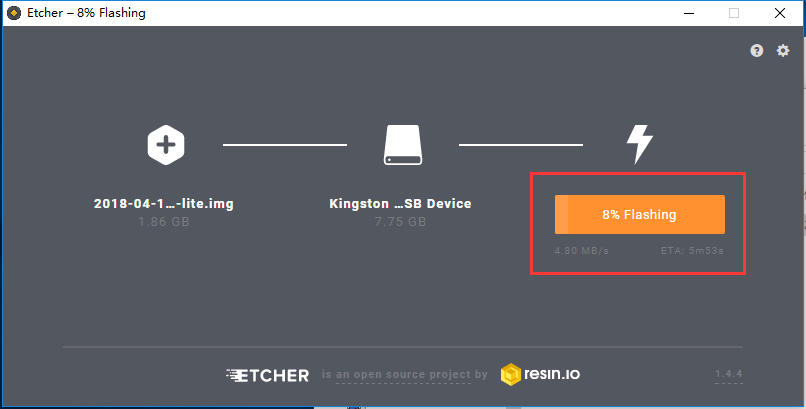 Etcher – 8% Flashing
2018-04-1...-lite.img
1.86 GB
Kingston ...SB Device
7.75 GB
8% Flashing
4.80 MB/s
ETA: 5m53s
ETCHER is an open source project by resin.io
1.4.4